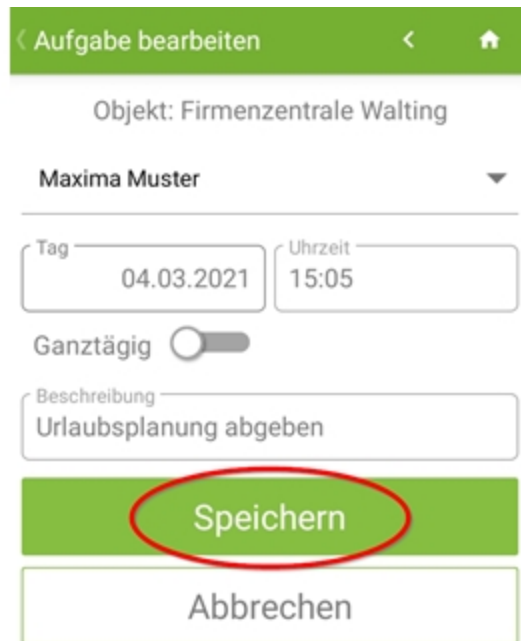 Aufgabe bearbeiten
Objekt: Firmenzentrale Walting
Maxima Muster
Tag
Uhrzeit
04.03.2021
15:05
Ganztägig
Beschreibung
Urlaubsplanung abgeben
Speichern
Abbrechen